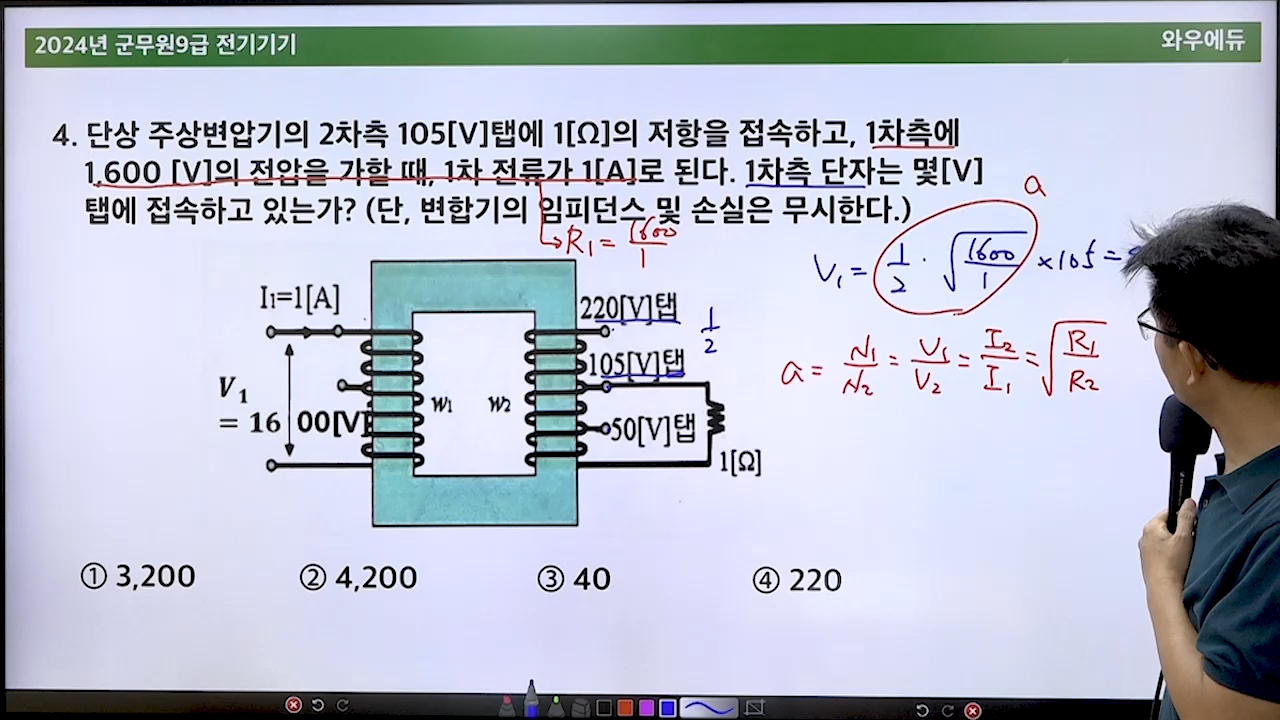 2024년 군무원9급 전기기기
와우에듀
4. 단상 주상변압기의 2차측 105[V]탭에 1[Ω]의 저항을 접속하고, 1차측에
1,600 [V]의 전압을 가할 때, 1차 전류가 1[A]로 된다. 1차측 단자는 몇[V]
탭에 접속하고 있는가? (단, 변합기의 임피던스 및 손실은 무시한다.)
a
R₁ = 1600/1
V₁ = 1/2 · √(1600/1) ×105 =
a = N₁/N₂ = V₁/V₂ = I₂/I₁ = √(R₁/R₂)
I₁=1[A]
220[V]탭
1/2
105[V]탭
V₁
= 1600[V]
W₁
W₂
50[V]탭
1[Ω]
① 3,200 ② 4,200 ③ 40 ④ 220